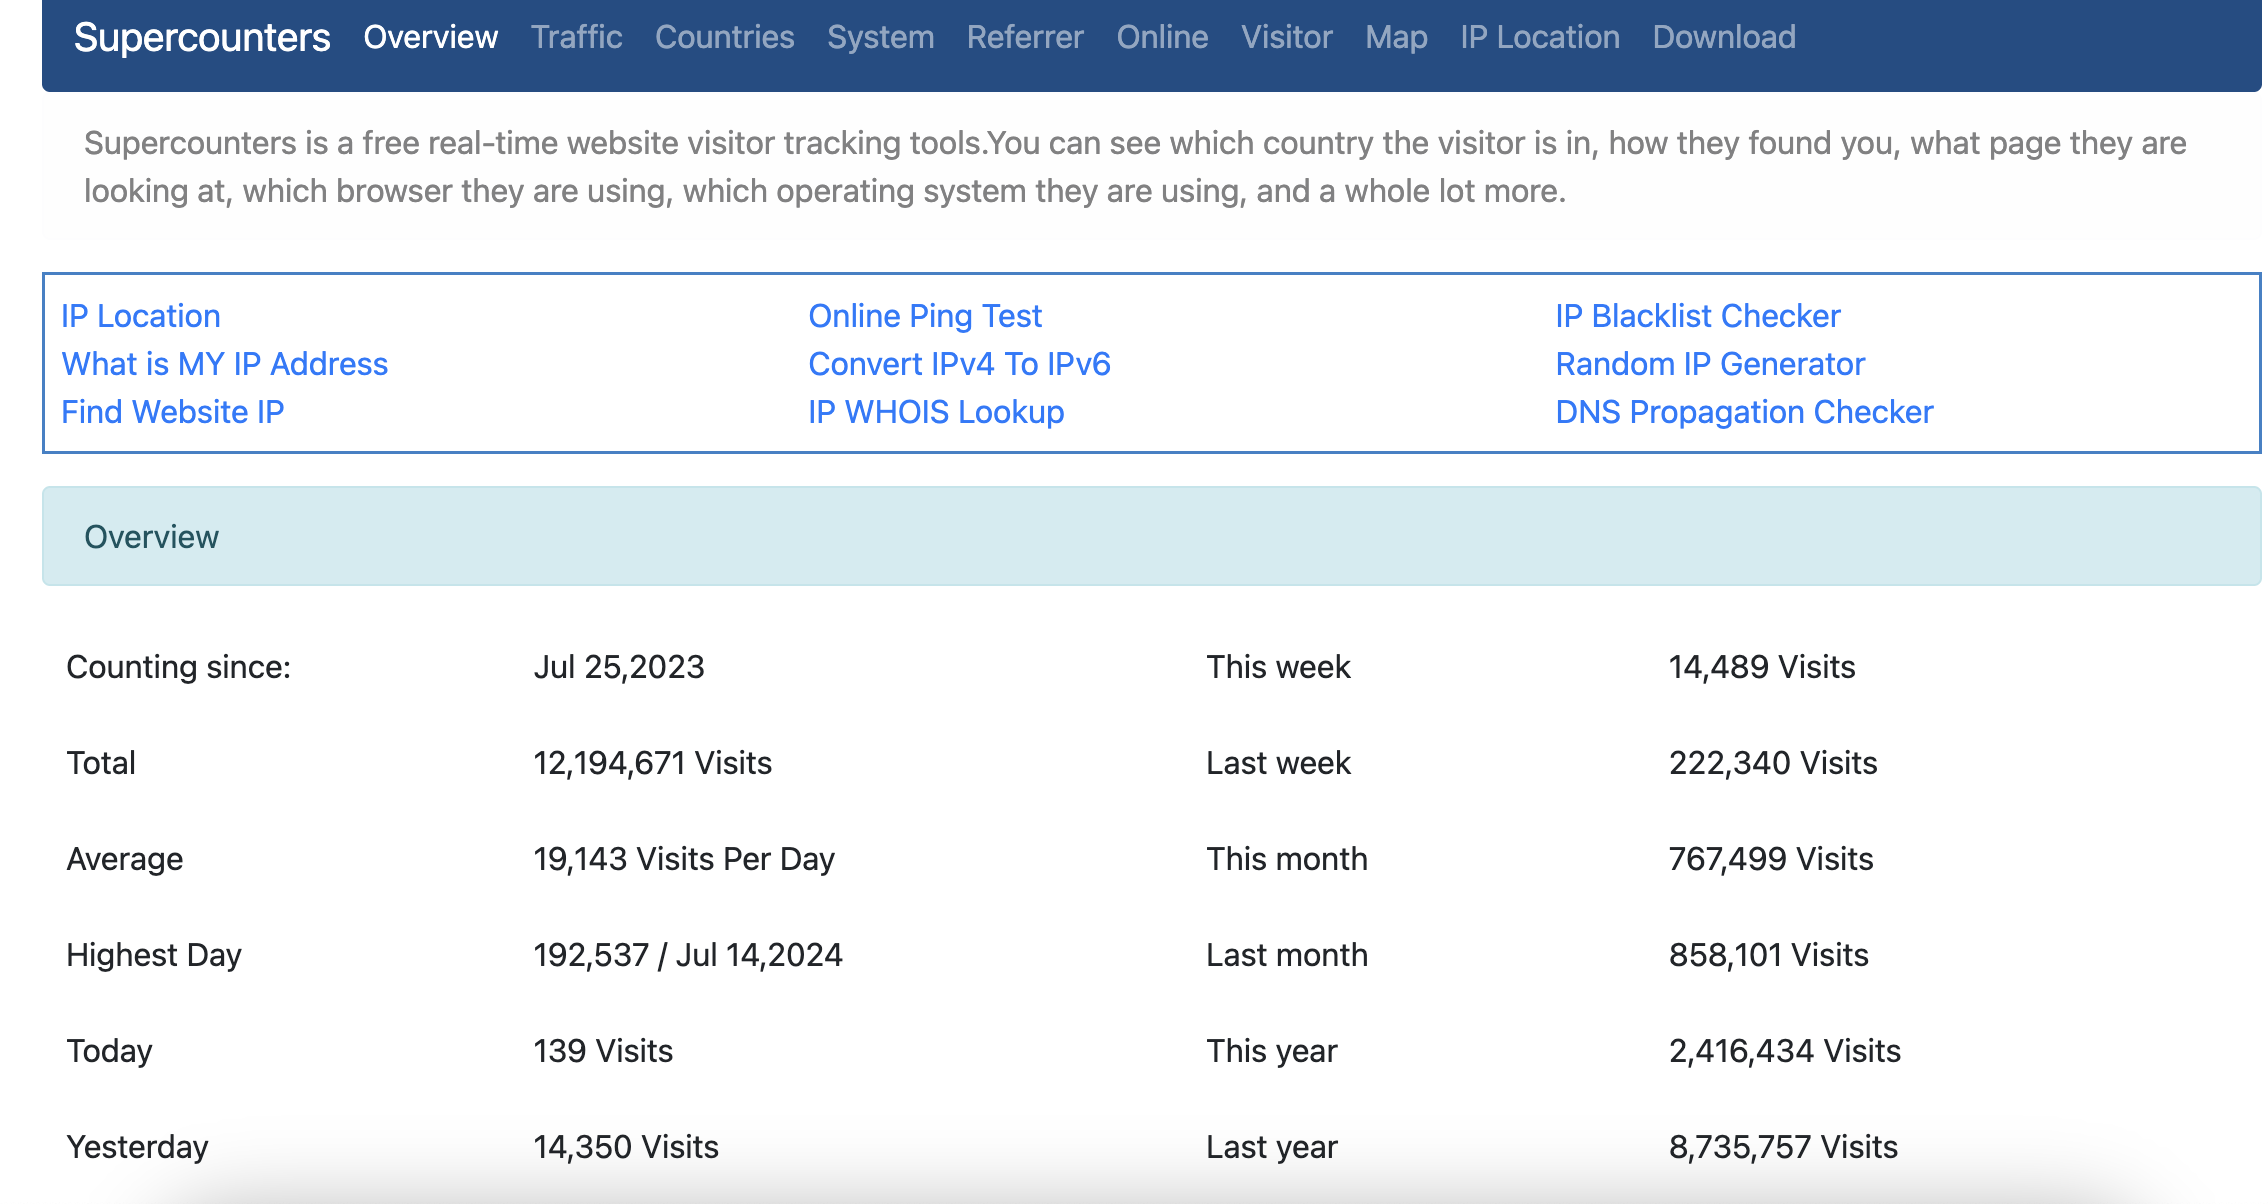 Supercounters Overview Traffic Countries System Referrer Online Visitor Map IP Location Download
Supercounters is a free real-time website visitor tracking tools.You can see which country the visitor is in, how they found you, what page they are
looking at, which browser they are using, which operating system they are using, and a whole lot more.
IP Location Online Ping Test IP Blacklist Checker
What is MY IP Address Convert IPv4 To IPv6 Random IP Generator
Find Website IP IP WHOIS Lookup DNS Propagation Checker
Overview
Counting since: Jul 25,2023 This week 14,489 Visits
Total 12,194,671 Visits Last week 222,340 Visits
Average 19,143 Visits Per Day This month 767,499 Visits
Highest Day 192,537 / Jul 14,2024 Last month 858,101 Visits
Today 139 Visits This year 2,416,434 Visits
Yesterday 14,350 Visits Last year 8,735,757 Visits